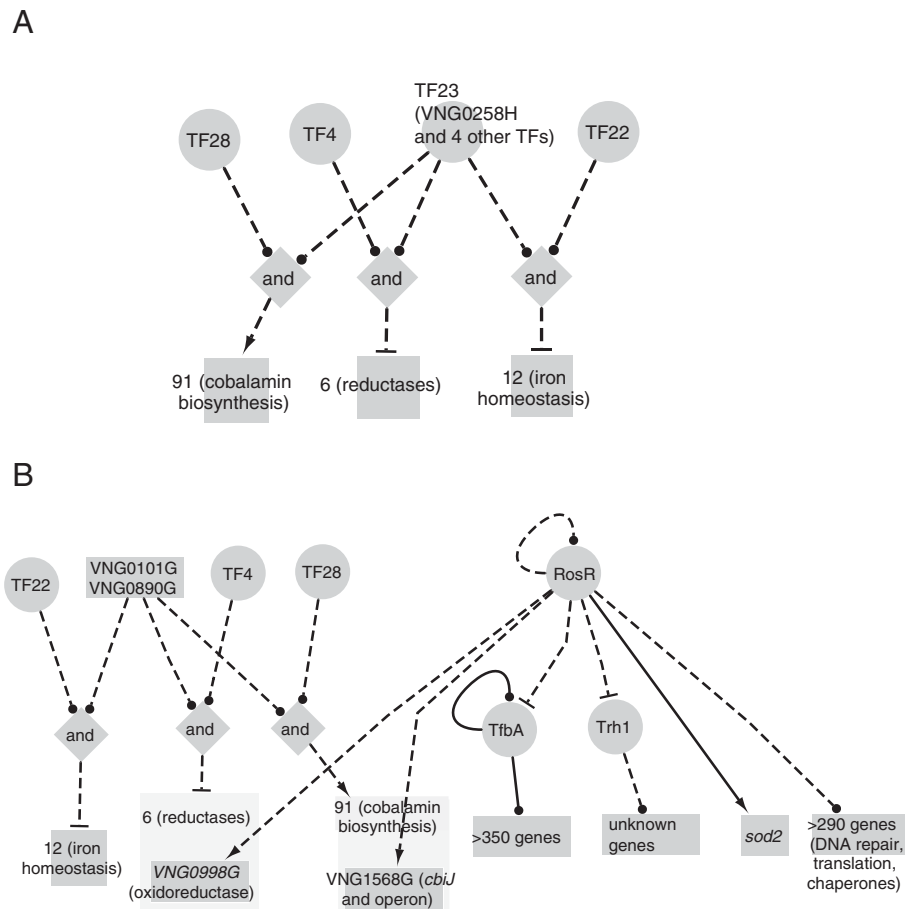 A
TF23
(VNG0258H
and 4 other TFs)
TF28
TF4
TF22
and
and
and
91 (cobalamin
biosynthesis)
6 (reductases)
12 (iron
homeostasis)
B
TF22
VNG0101G
VNG0890G
TF4
TF28
RosR
and
and
and
TfbA
Trh1
6 (reductases)
91 (cobalamin
biosynthesis)
12 (iron
homeostasis)
VNG0998G
(oxidoreductase)
VNG1568G (cbiJ
and operon)
>350 genes
unknown
genes
sod2
>290 genes
(DNA repair,
translation,
chaperones)